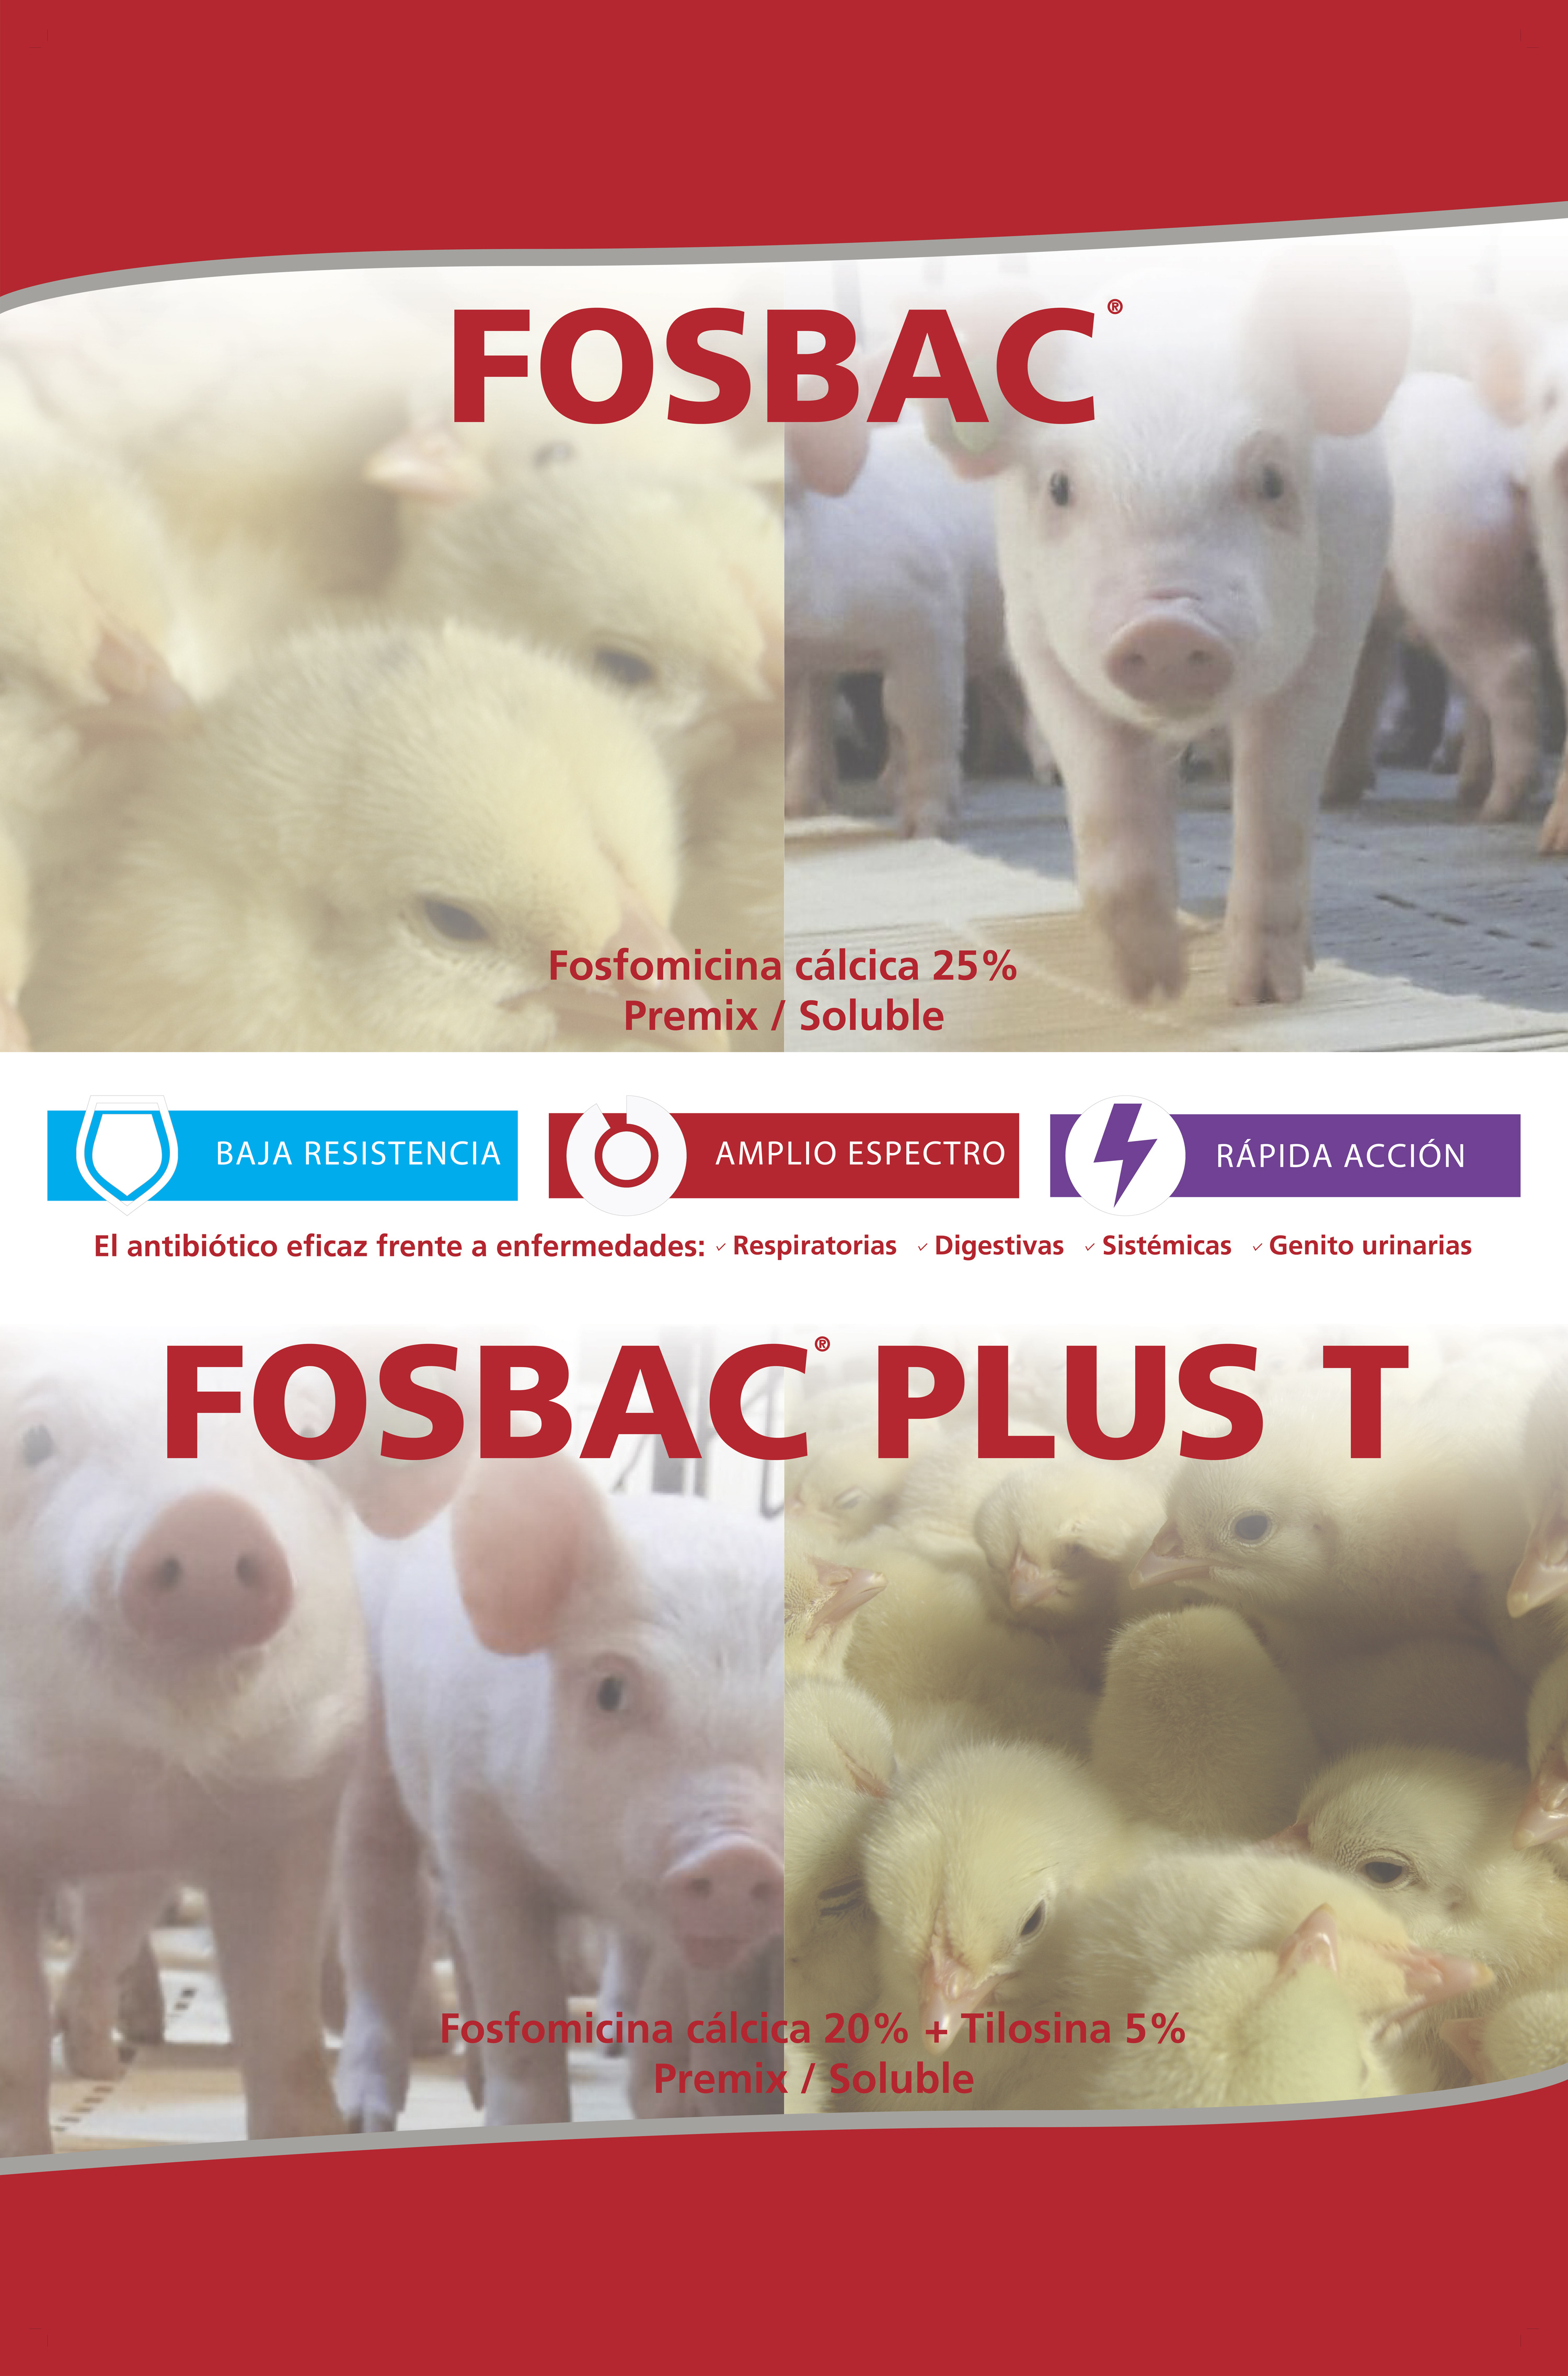 FOSBAC®
Fosfomicina cálcica 25%
Premix / Soluble
BAJA RESISTENCIA
AMPLIO ESPECTRO
RÁPIDA ACCIÓN
El antibiótico eficaz frente a enfermedades: ✓ Respiratorias ✓ Digestivas ✓ Sistémicas ✓ Genito urinarias
FOSBAC® PLUS T
Fosfomicina cálcica 20% + Tilosina 5%
Premix / Soluble